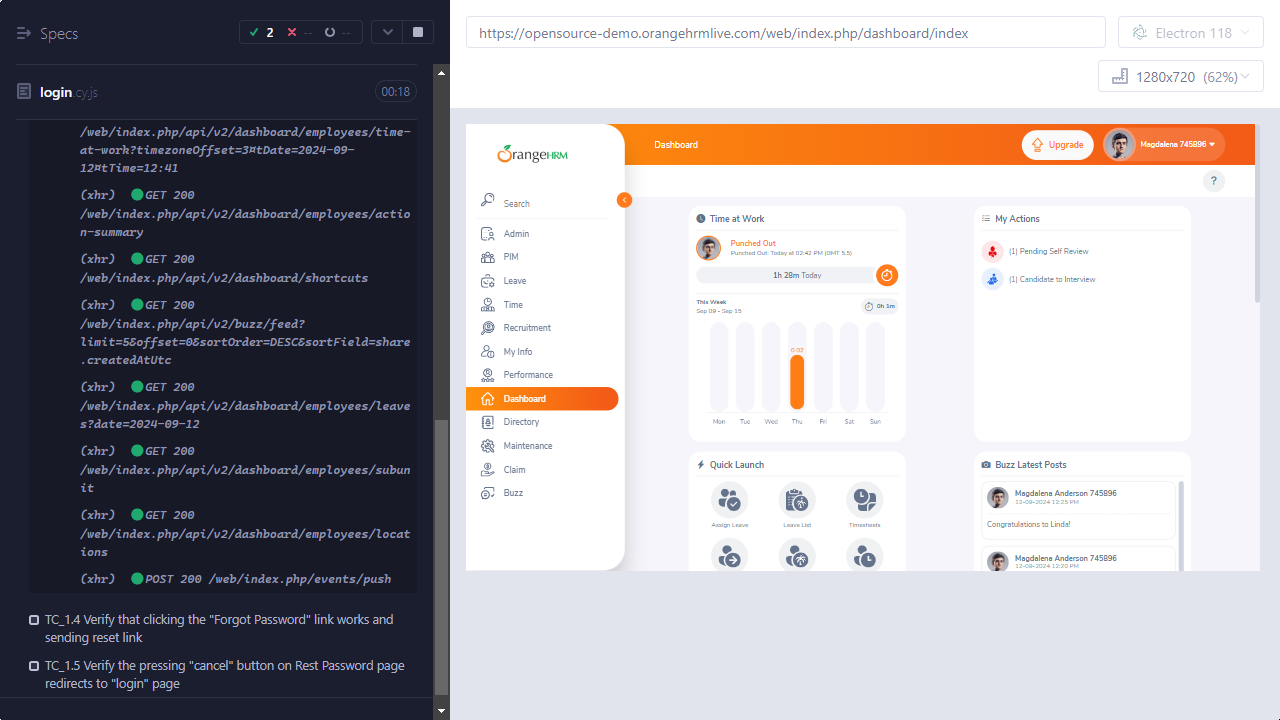 Specs
2
--
--
login.cy.js
00:18
/web/index.php/api/v2/dashboard/employees/time-
at-work?timezoneOffset=3¤tDate=2024-09-
12¤tTime=12:41
(xhr) GET 200
/web/index.php/api/v2/dashboard/employees/actio
n-summary
(xhr) GET 200
/web/index.php/api/v2/dashboard/shortcuts
(xhr) GET 200
/web/index.php/api/v2/buzz/feed?
limit=5&offset=0&sortOrder=DESC&sortField=share
.createdAtUtc
(xhr) GET 200
/web/index.php/api/v2/dashboard/employees/leave
s?date=2024-09-12
(xhr) GET 200
/web/index.php/api/v2/dashboard/employees/subun
it
(xhr) GET 200
/web/index.php/api/v2/dashboard/employees/locat
ions
(xhr) POST 200 /web/index.php/events/push
TC_1.4 Verify that clicking the "Forgot Password" link works and
sending reset link
TC_1.5 Verify the pressing "cancel" button on Rest Password page
redirects to "login" page
https://opensource-demo.orangehrmlive.com/web/index.php/dashboard/index
Electron 118
1280x720 (62%)
OrangeHRM
Search
Admin
PIM
Leave
Time
Recruitment
My Info
Performance
Dashboard
Directory
Maintenance
Claim
Buzz
Dashboard
Upgrade
Magdalena 745896
?
Time at Work
Punched Out
Punched Out: Today at 02:42 PM (GMT 5.5)
1h 28m Today
This Week
Sep 09 - Sep 15
0h 1m
0:02
Mon Tue Wed Thu Fri Sat Sun
My Actions
(1) Pending Self Review
(1) Candidate to Interview
Quick Launch
Assign Leave
Leave List
Timesheets
Buzz Latest Posts
Magdalena Anderson 745896
12-09-2024 12:25 PM
Congratulations to Linda!
Magdalena Anderson 745896
12-09-2024 12:20 PM